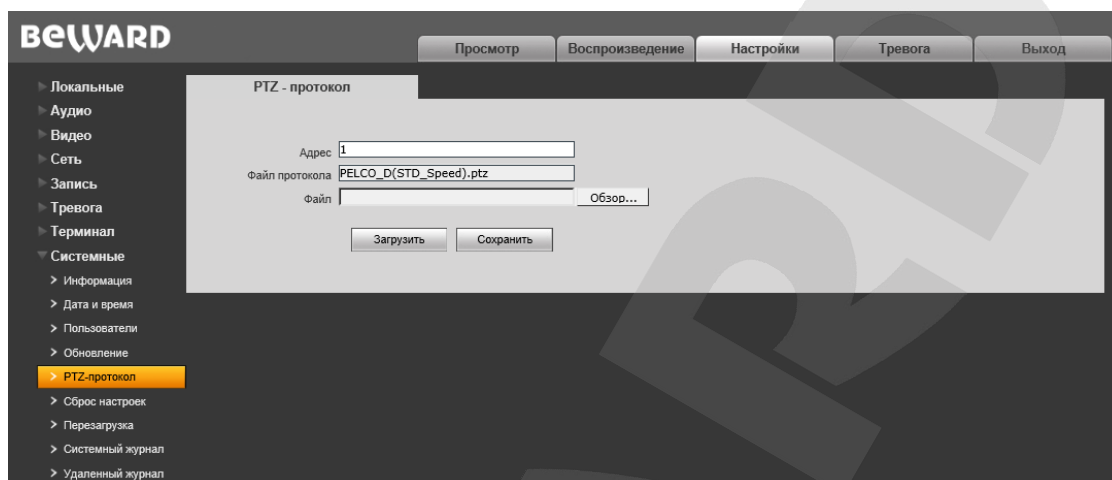 BEWARD
Просмотр
Воспроизведение
Настройки
Тревога
Выход
Локальные
Аудио
Видео
Сеть
Запись
Тревога
Терминал
Системные
Информация
Дата и время
Пользователи
Обновление
PTZ-протокол
Сброс настроек
Перезагрузка
Системный журнал
Удаленный журнал
PTZ - протокол
Адрес 1
Файл протокола PELCO_D(STD_Speed).ptz
Файл Обзор...
Загрузить Сохранить